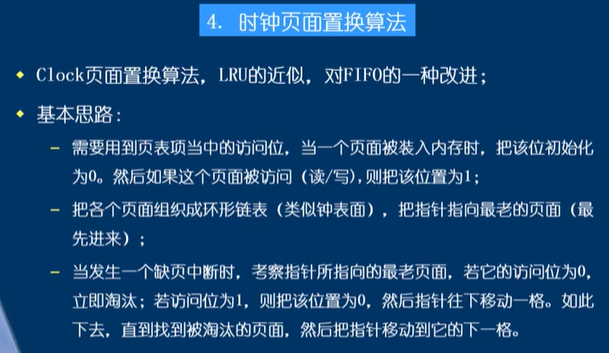 4. 时钟页面置换算法
Clock页面置换算法, LRU的近似, 对FIFO的一种改进;
基本思路:
– 需要用到页表项当中的访问位, 当一个页面被装入内存时, 把该位初始化
为0。然后如果这个页面被访问 (读/写),则把该位置为1;
– 把各个页面组织成环形链表 (类似钟表面), 把指针指向最老的页面 (最
先进来);
– 当发生一个缺页中断时, 考察指针所指向的最老页面, 若它的访问位为0,
立即淘汰; 若访问位为1, 则把该位置为0, 然后指针往下移动一格。如此
下去, 直到找到被淘汰的页面, 然后把指针移动到它的下一格。